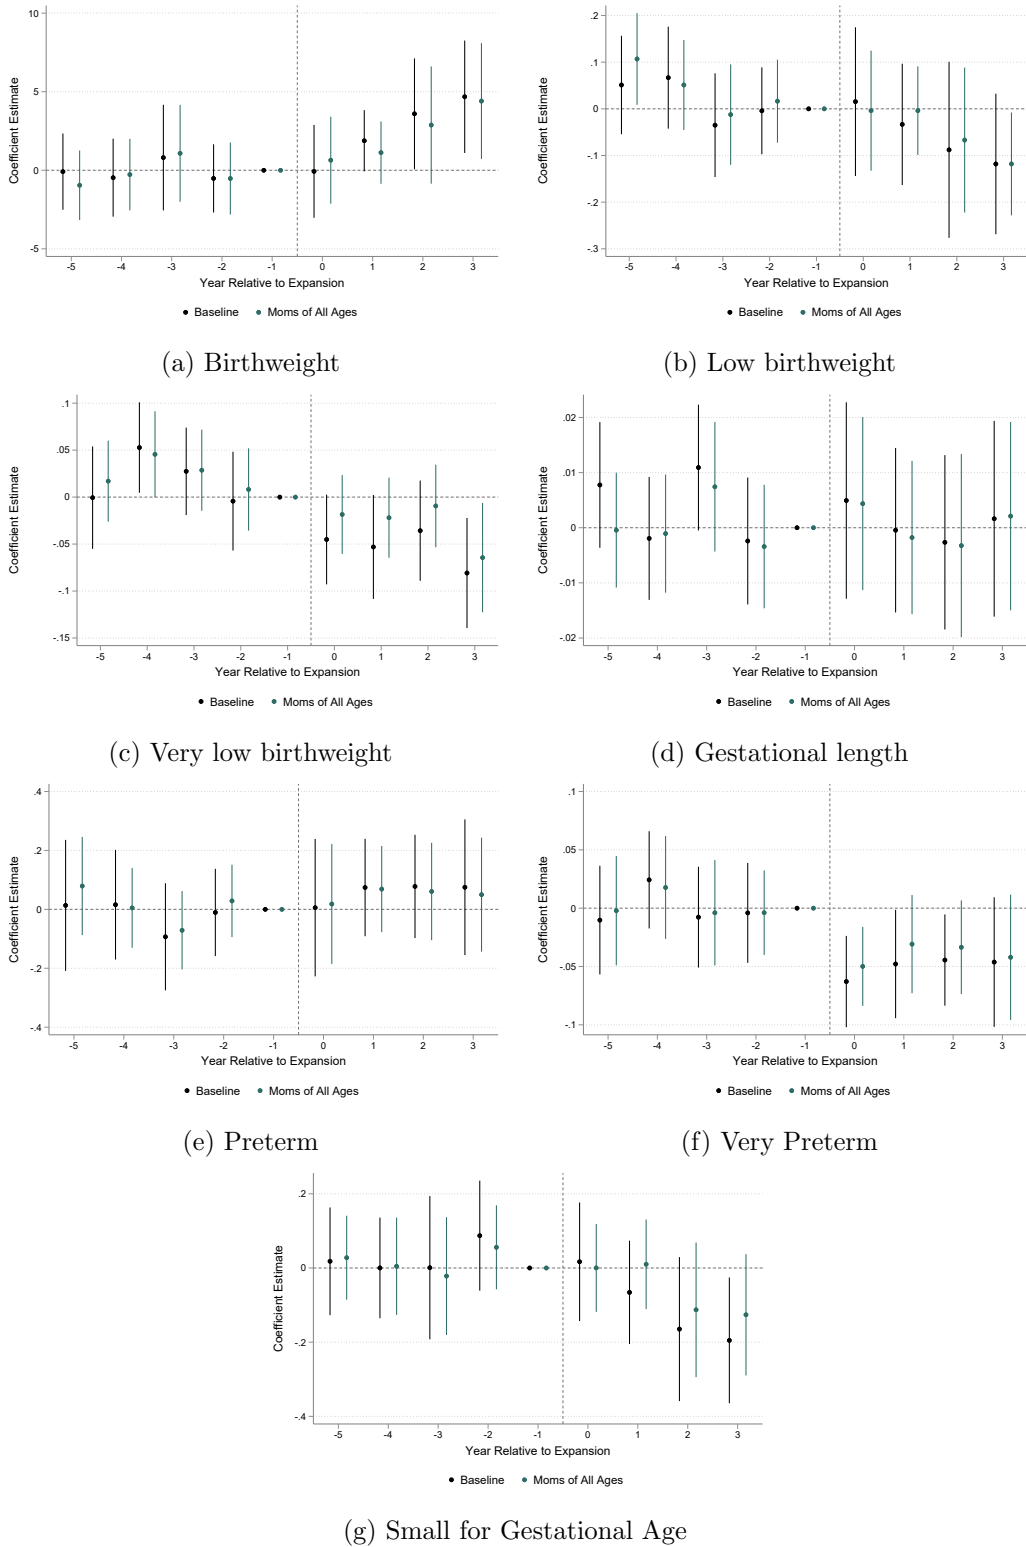 10
5
0
-5
Coefficient Estimate
-5 -4 -3 -2 -1 0 1 2 3
Year Relative to Expansion
Baseline Moms of All Ages
(a) Birthweight
.2
.1
0
-.1
-.2
-.3
Coefficient Estimate
-5 -4 -3 -2 -1 0 1 2 3
Year Relative to Expansion
Baseline Moms of All Ages
(b) Low birthweight
.1
.05
0
-.05
-.1
-.15
Coefficient Estimate
-5 -4 -3 -2 -1 0 1 2 3
Year Relative to Expansion
Baseline Moms of All Ages
(c) Very low birthweight
.02
.01
0
-.01
-.02
Coefficient Estimate
-5 -4 -3 -2 -1 0 1 2 3
Year Relative to Expansion
Baseline Moms of All Ages
(d) Gestational length
.4
.2
0
-.2
-.4
Coefficient Estimate
-5 -4 -3 -2 -1 0 1 2 3
Year Relative to Expansion
Baseline Moms of All Ages
(e) Preterm
.1
.05
0
-.05
-.1
Coefficient Estimate
-5 -4 -3 -2 -1 0 1 2 3
Year Relative to Expansion
Baseline Moms of All Ages
(f) Very Preterm
.2
0
-.2
-.4
Coefficient Estimate
-5 -4 -3 -2 -1 0 1 2 3
Year Relative to Expansion
Baseline Moms of All Ages
(g) Small for Gestational Age